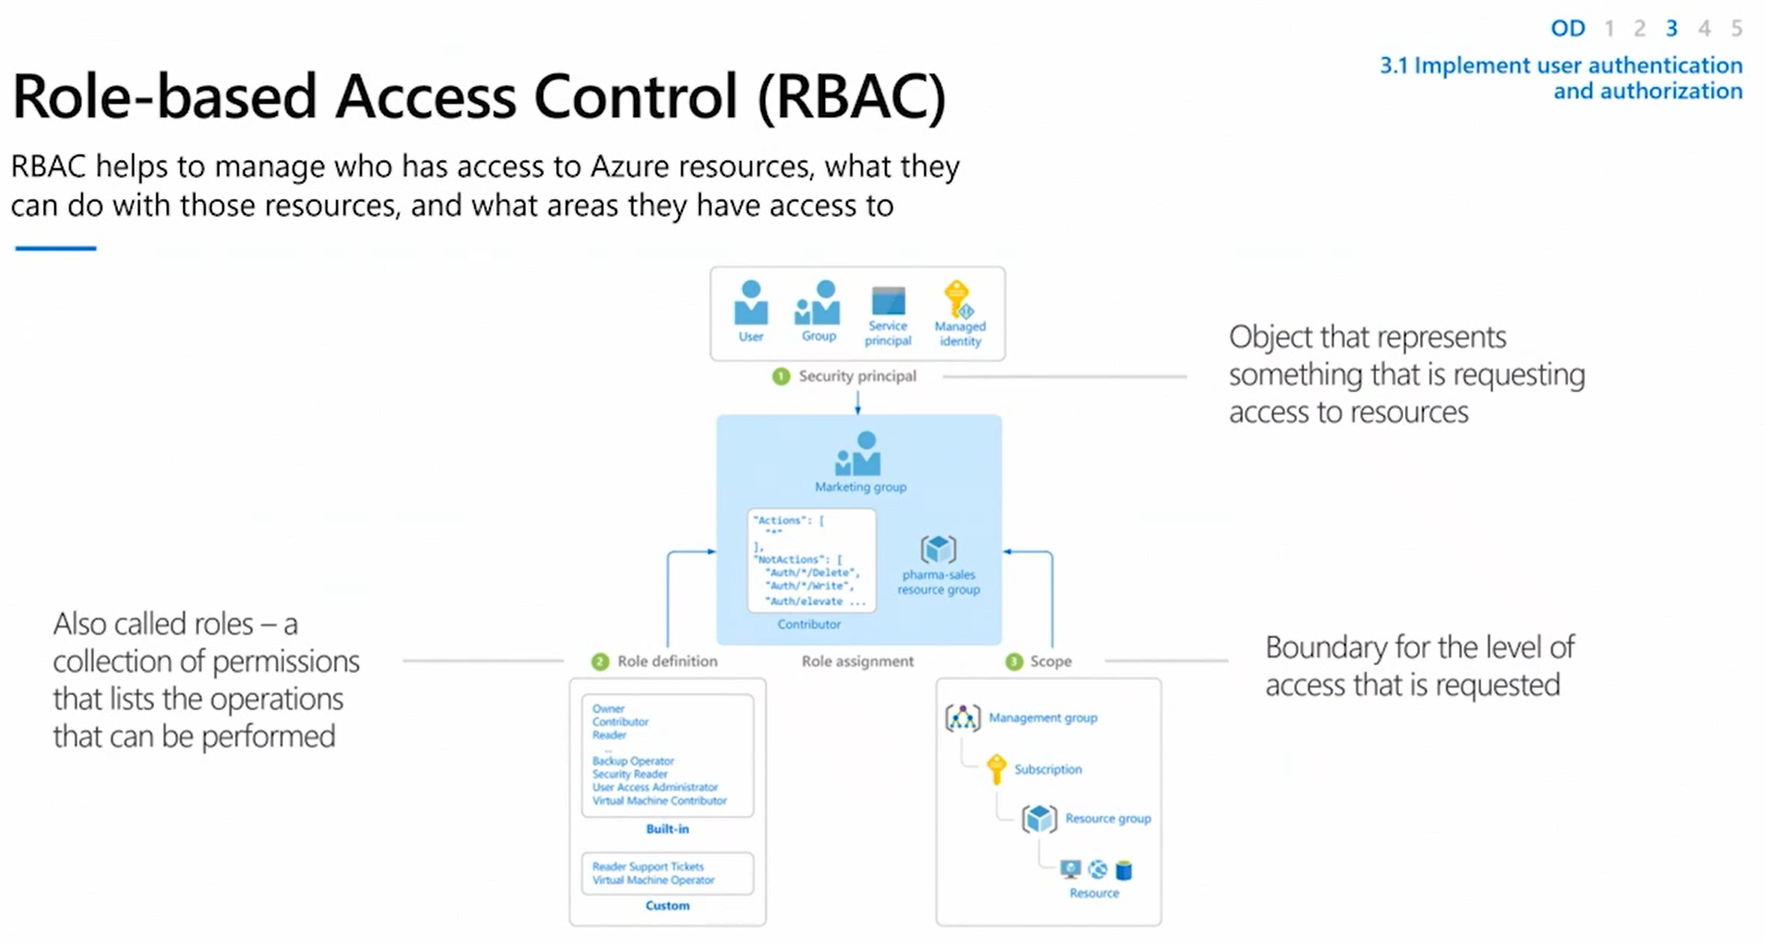 OD 1 2 3 4 5
3.1 Implement user authentication
and authorization
Role-based Access Control (RBAC)
RBAC helps to manage who has access to Azure resources, what they
can do with those resources, and what areas they have access to
User
Group
Service
principal
Managed
identity
1 Security principal
Object that represents
something that is requesting
access to resources
Marketing group
"Actions": [
"*"
],
"NotActions": [
"Auth/*/Delete",
"Auth/*/Write",
"Auth/elevate ...
Contributor
pharma-sales
resource group
Also called roles – a
collection of permissions
that lists the operations
that can be performed
2 Role definition
Role assignment
3 Scope
Boundary for the level of
access that is requested
Owner
Contributor
Reader
...
Backup Operator
Security Reader
User Access Administrator
Virtual Machine Contributor
Built-in
Reader Support Tickets
Virtual Machine Operator
Custom
Management group
Subscription
Resource group
Resource